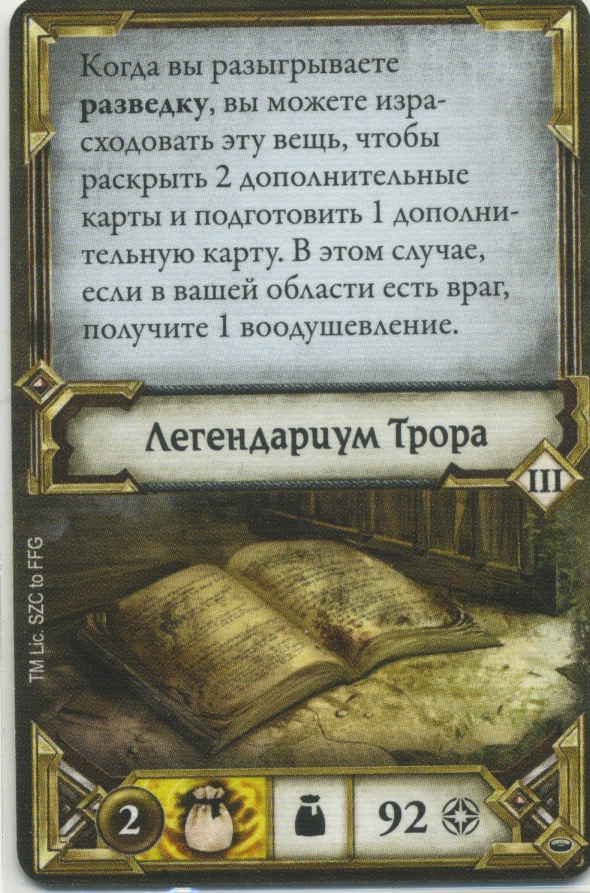 Когда вы разыгрываете
разведку, вы можете изра-
сходовать эту вещь, чтобы
раскрыть 2 дополнительные
карты и подготовить 1 дополни-
тельную карту. В этом случае,
если в вашей области есть враг,
получите 1 воодушевление.
Легендариум Трора
III
TM Lic. SZC to FFG
2
92